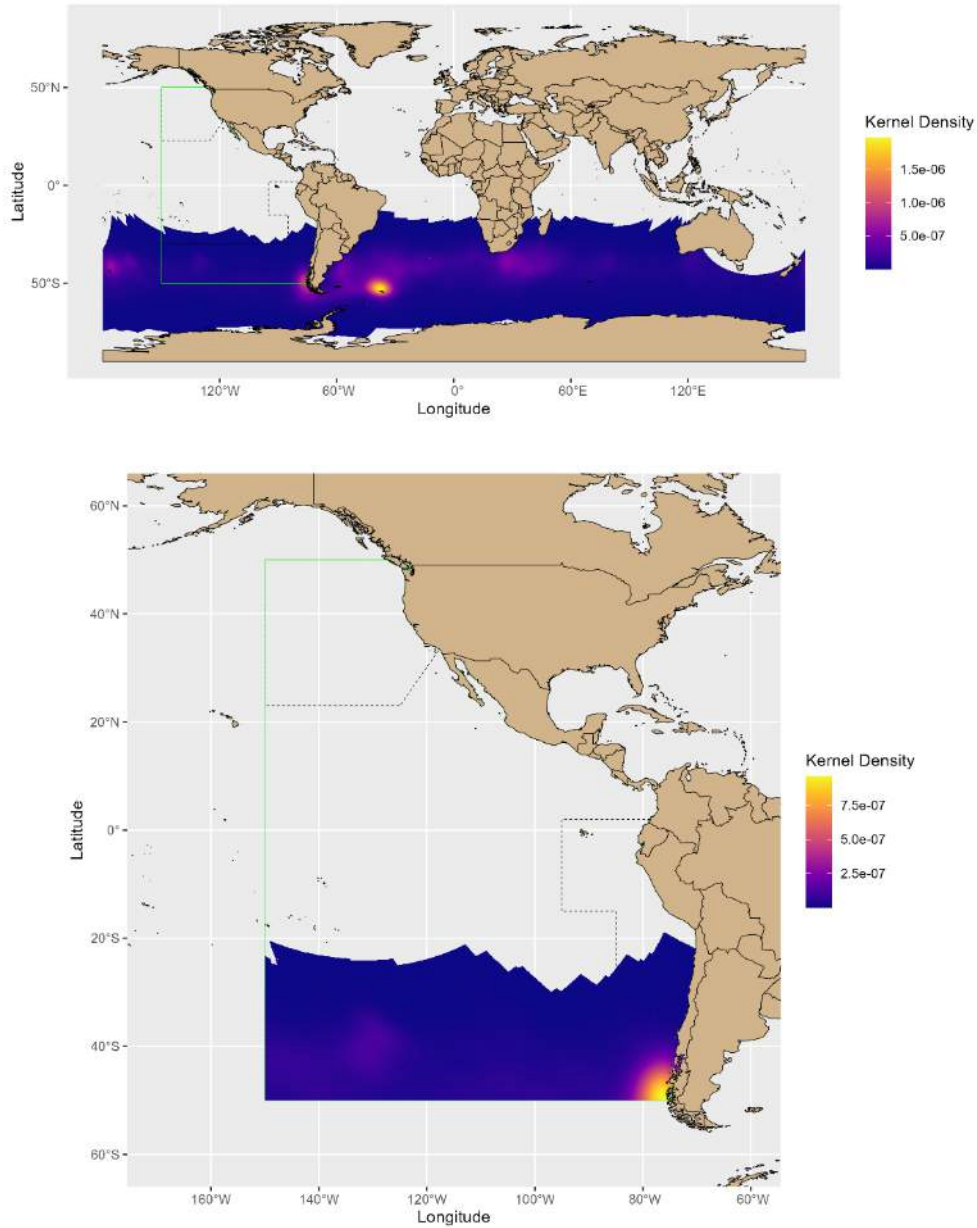 50°N
0°
50°S
Latitude
120°W
60°W
0°
60°E
120°E
Longitude
Kernel Density
1.5e-06
1.0e-06
5.0e-07
60°N
40°N
20°N
0°
20°S
40°S
60°S
Latitude
160°W
140°W
120°W
100°W
80°W
60°W
Longitude
Kernel Density
7.5e-07
5.0e-07
2.5e-07